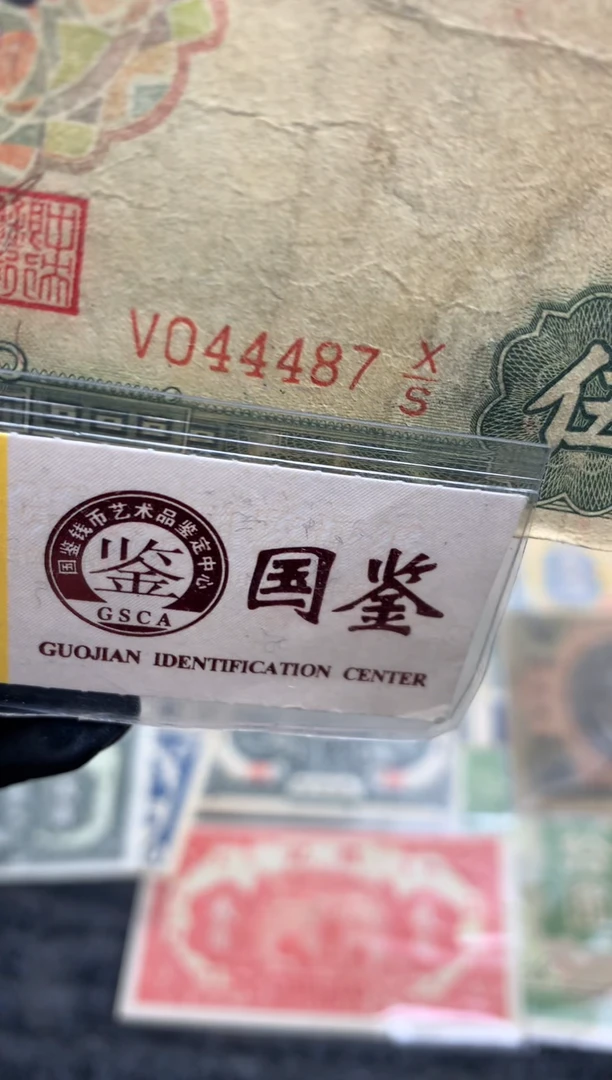 V044487 X/S
伍
国鉴钱币艺术品鉴定中心
鉴
GSCA
国鉴
GUOJIAN IDENTIFICATION CENTER